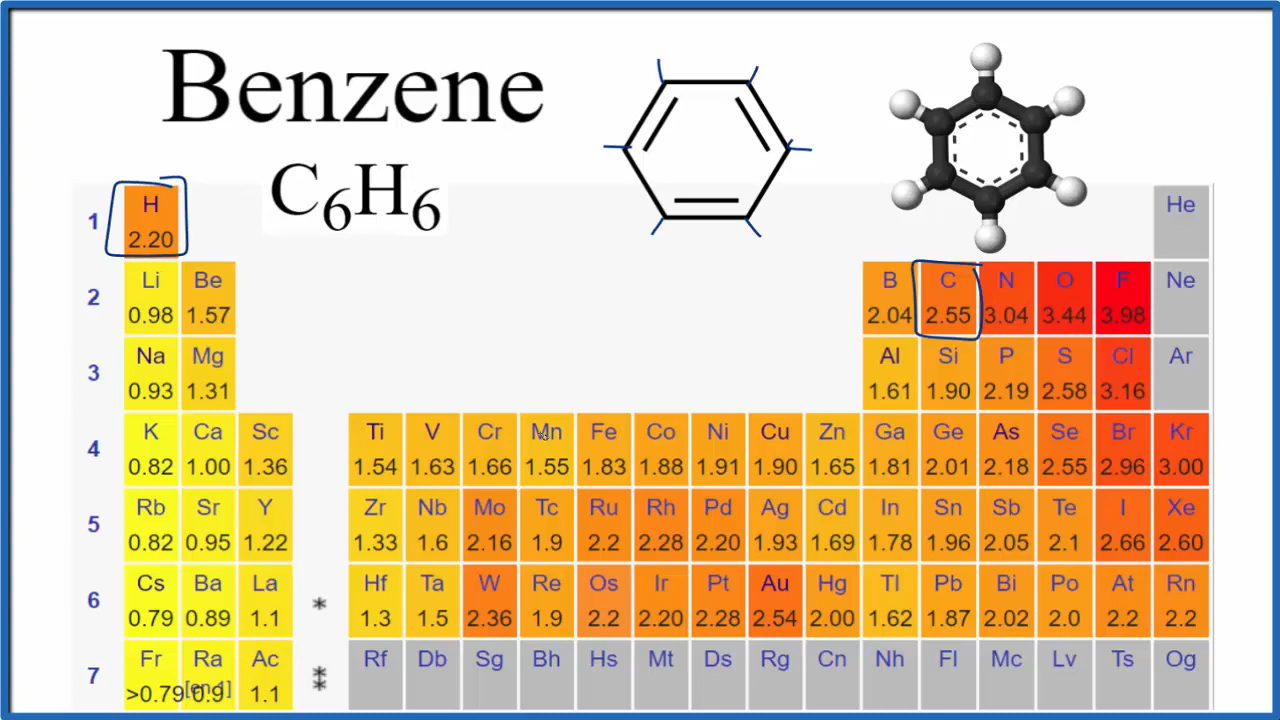 Benzene
C6H6
1 H He
2.20
2 Li Be B C N O F Ne
0.98 1.57 2.04 2.55 3.04 3.44 3.98
3 Na Mg Al Si P S Cl Ar
0.93 1.31 1.61 1.90 2.19 2.58 3.16
4 K Ca Sc Ti V Cr Mn Fe Co Ni Cu Zn Ga Ge As Se Br Kr
0.82 1.00 1.36 1.54 1.63 1.66 1.55 1.83 1.88 1.91 1.90 1.65 1.81 2.01 2.18 2.55 2.96 3.00
5 Rb Sr Y Zr Nb Mo Tc Ru Rh Pd Ag Cd In Sn Sb Te I Xe
0.82 0.95 1.22 1.33 1.6 2.16 1.9 2.2 2.28 2.20 1.93 1.69 1.78 1.96 2.05 2.1 2.66 2.60
6 Cs Ba La * Hf Ta W Re Os Ir Pt Au Hg Tl Pb Bi Po At Rn
0.79 0.89 1.1 1.3 1.5 2.36 1.9 2.2 2.20 2.28 2.54 2.00 1.62 1.87 2.02 2.0 2.2 2.2
7 Fr Ra Ac ** Rf Db Sg Bh Hs Mt Ds Rg Cn Nh Fl Mc Lv Ts Og
>0.79 [en 1] 0.9 1.1